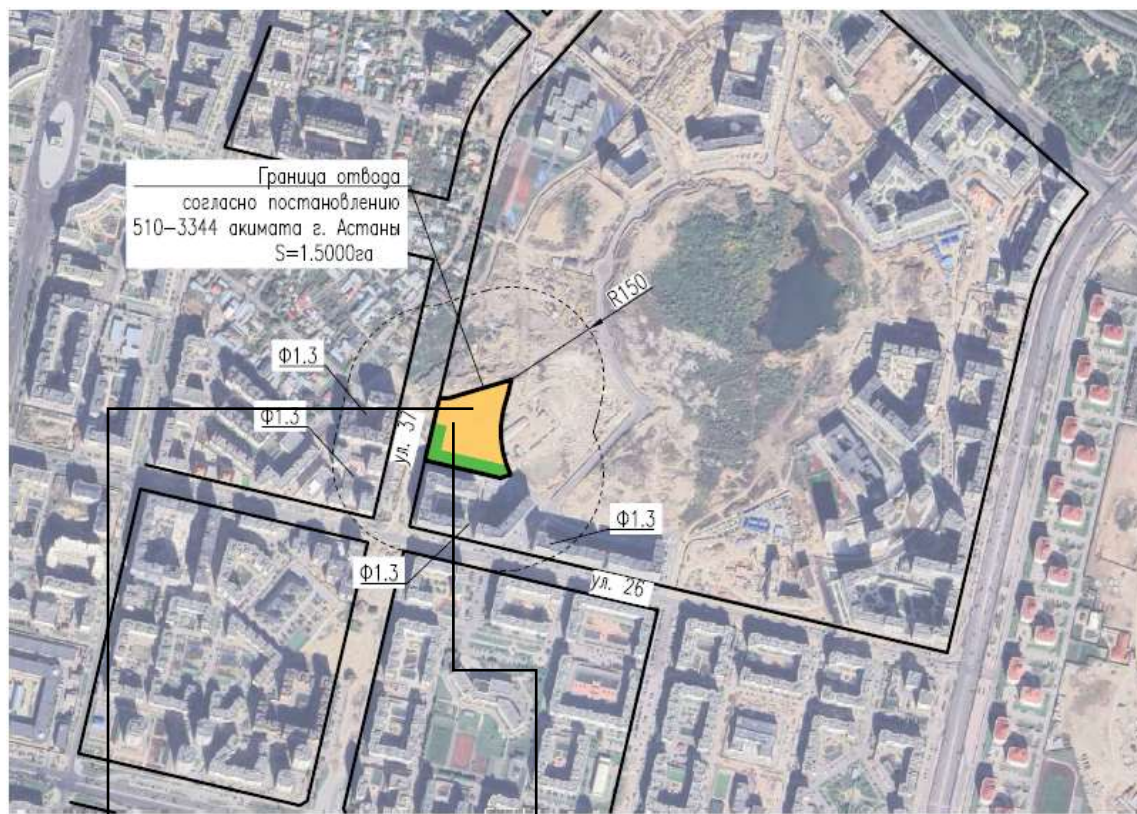 Граница отвода
согласно постановлению
510-3344 акимата г. Астаны
S=1.5000га
R150
Ф1.3
Ф1.3
ул. 37
Ф1.3
Ф1.3
ул. 26